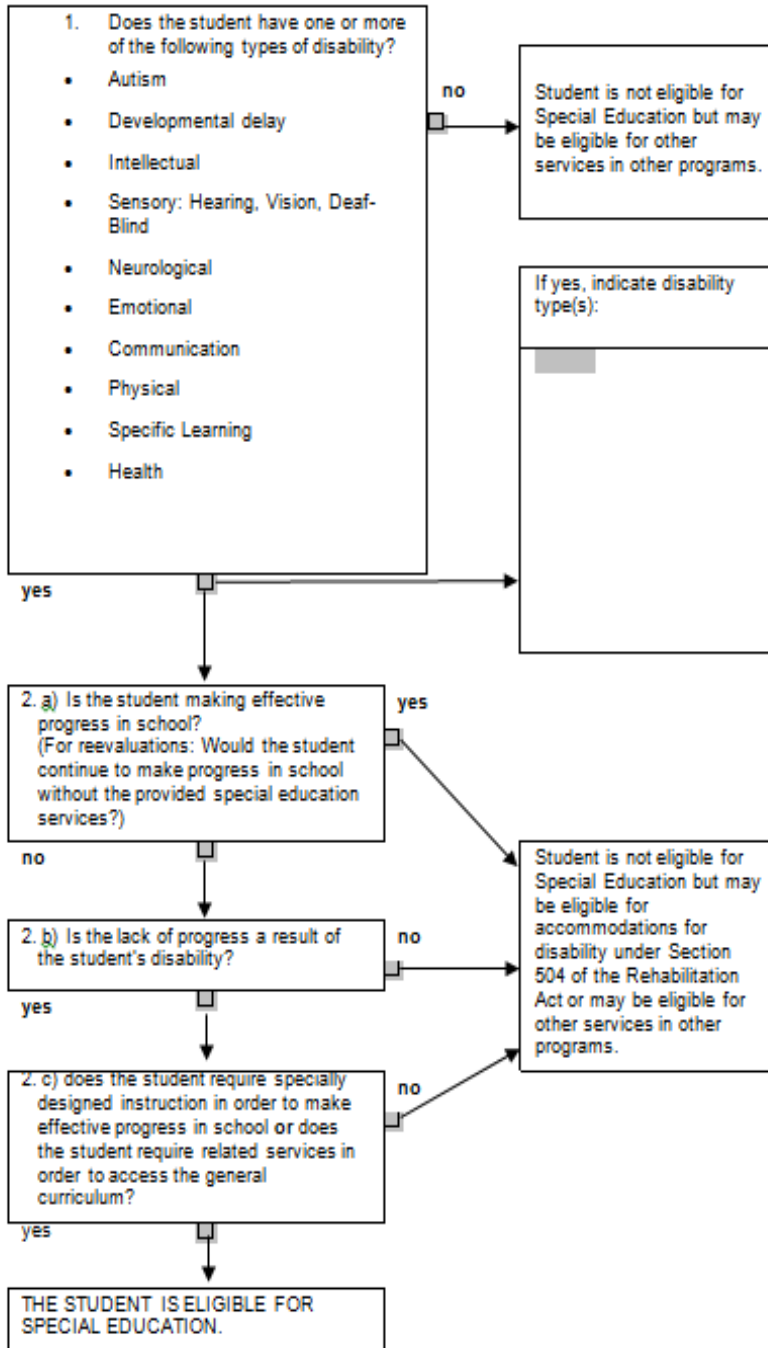 1. Does the student have one or more
of the following types of disability?
• Autism
• Developmental delay
• Intellectual
• Sensory: Hearing, Vision, Deaf-
Blind
• Neurological
• Emotional
• Communication
• Physical
• Specific Learning
• Health
no
Student is not eligible for
Special Education but may
be eligible for other
services in other programs.
If yes, indicate disability
type(s):
yes
2. a) Is the student making effective
progress in school?
(For reevaluations: Would the student
continue to make progress in school
without the provided special education
services?)
yes
no
2. b) Is the lack of progress a result of
the student's disability?
no
yes
Student is not eligible for
Special Education but may
be eligible for
accommodations for
disability under Section
504 of the Rehabilitation
Act or may be eligible for
other services in other
programs.
2. c) does the student require specially
designed instruction in order to make
effective progress in school or does
the student require related services in
order to access the general
curriculum?
no
yes
THE STUDENT IS ELIGIBLE FOR
SPECIAL EDUCATION.